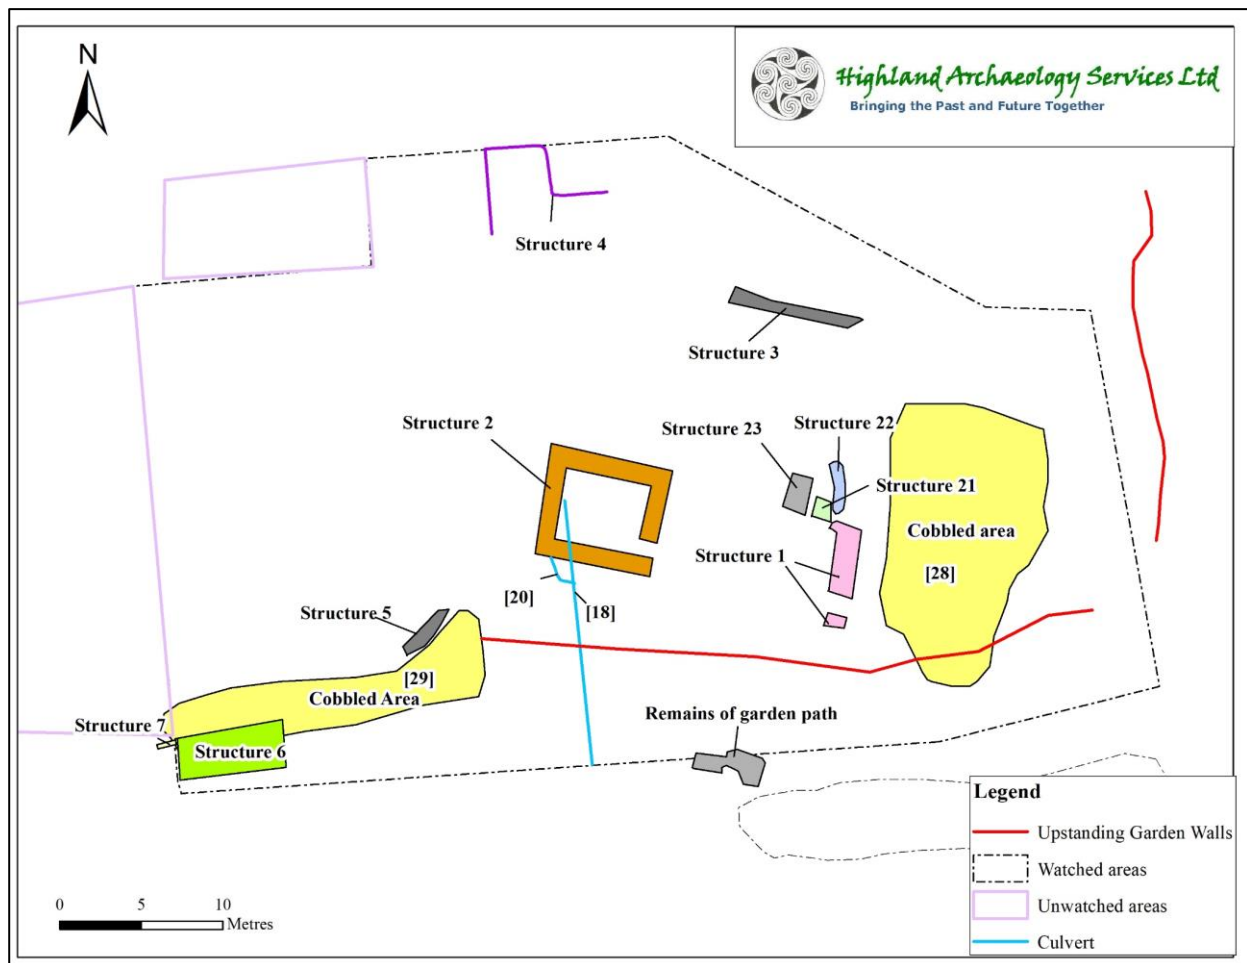 N
Highland Archaeology Services Ltd
Bringing the Past and Future Together
Structure 4
Structure 3
Structure 2
Structure 23
Structure 22
Structure 21
Cobbled area
[28]
Structure 1
[20]
[18]
Structure 5
[29]
Cobbled Area
Structure 7
Structure 6
Remains of garden path
Legend
Upstanding Garden Walls
Watched areas
Unwatched areas
Culvert
0 5 10
Metres